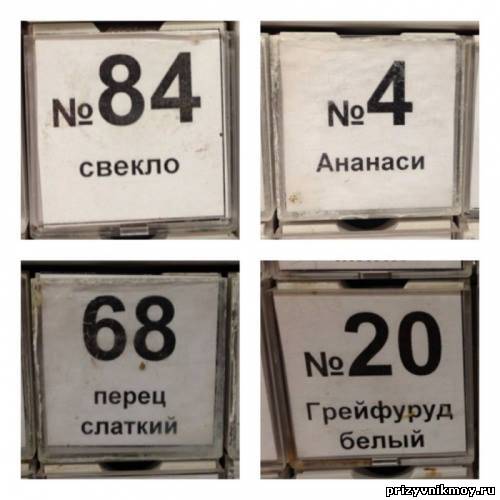 №84
свекло
№4
Ананаси
68
перец
слаткий
№20
Грейфуруд
белый
prizyvnikmoy.ru